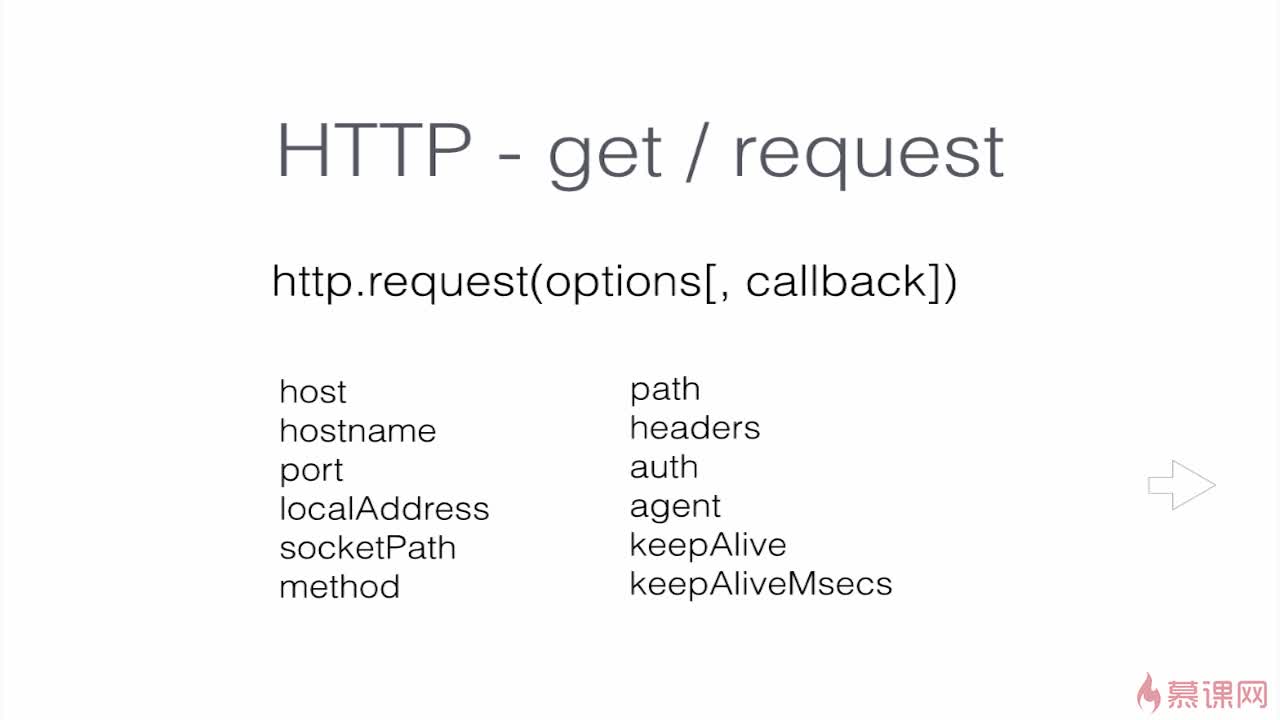 HTTP - get / request
http.request(options[, callback])
host
hostname
port
localAddress
socketPath
method
path
headers
auth
agent
keepAlive
keepAliveMsecs
慕课网